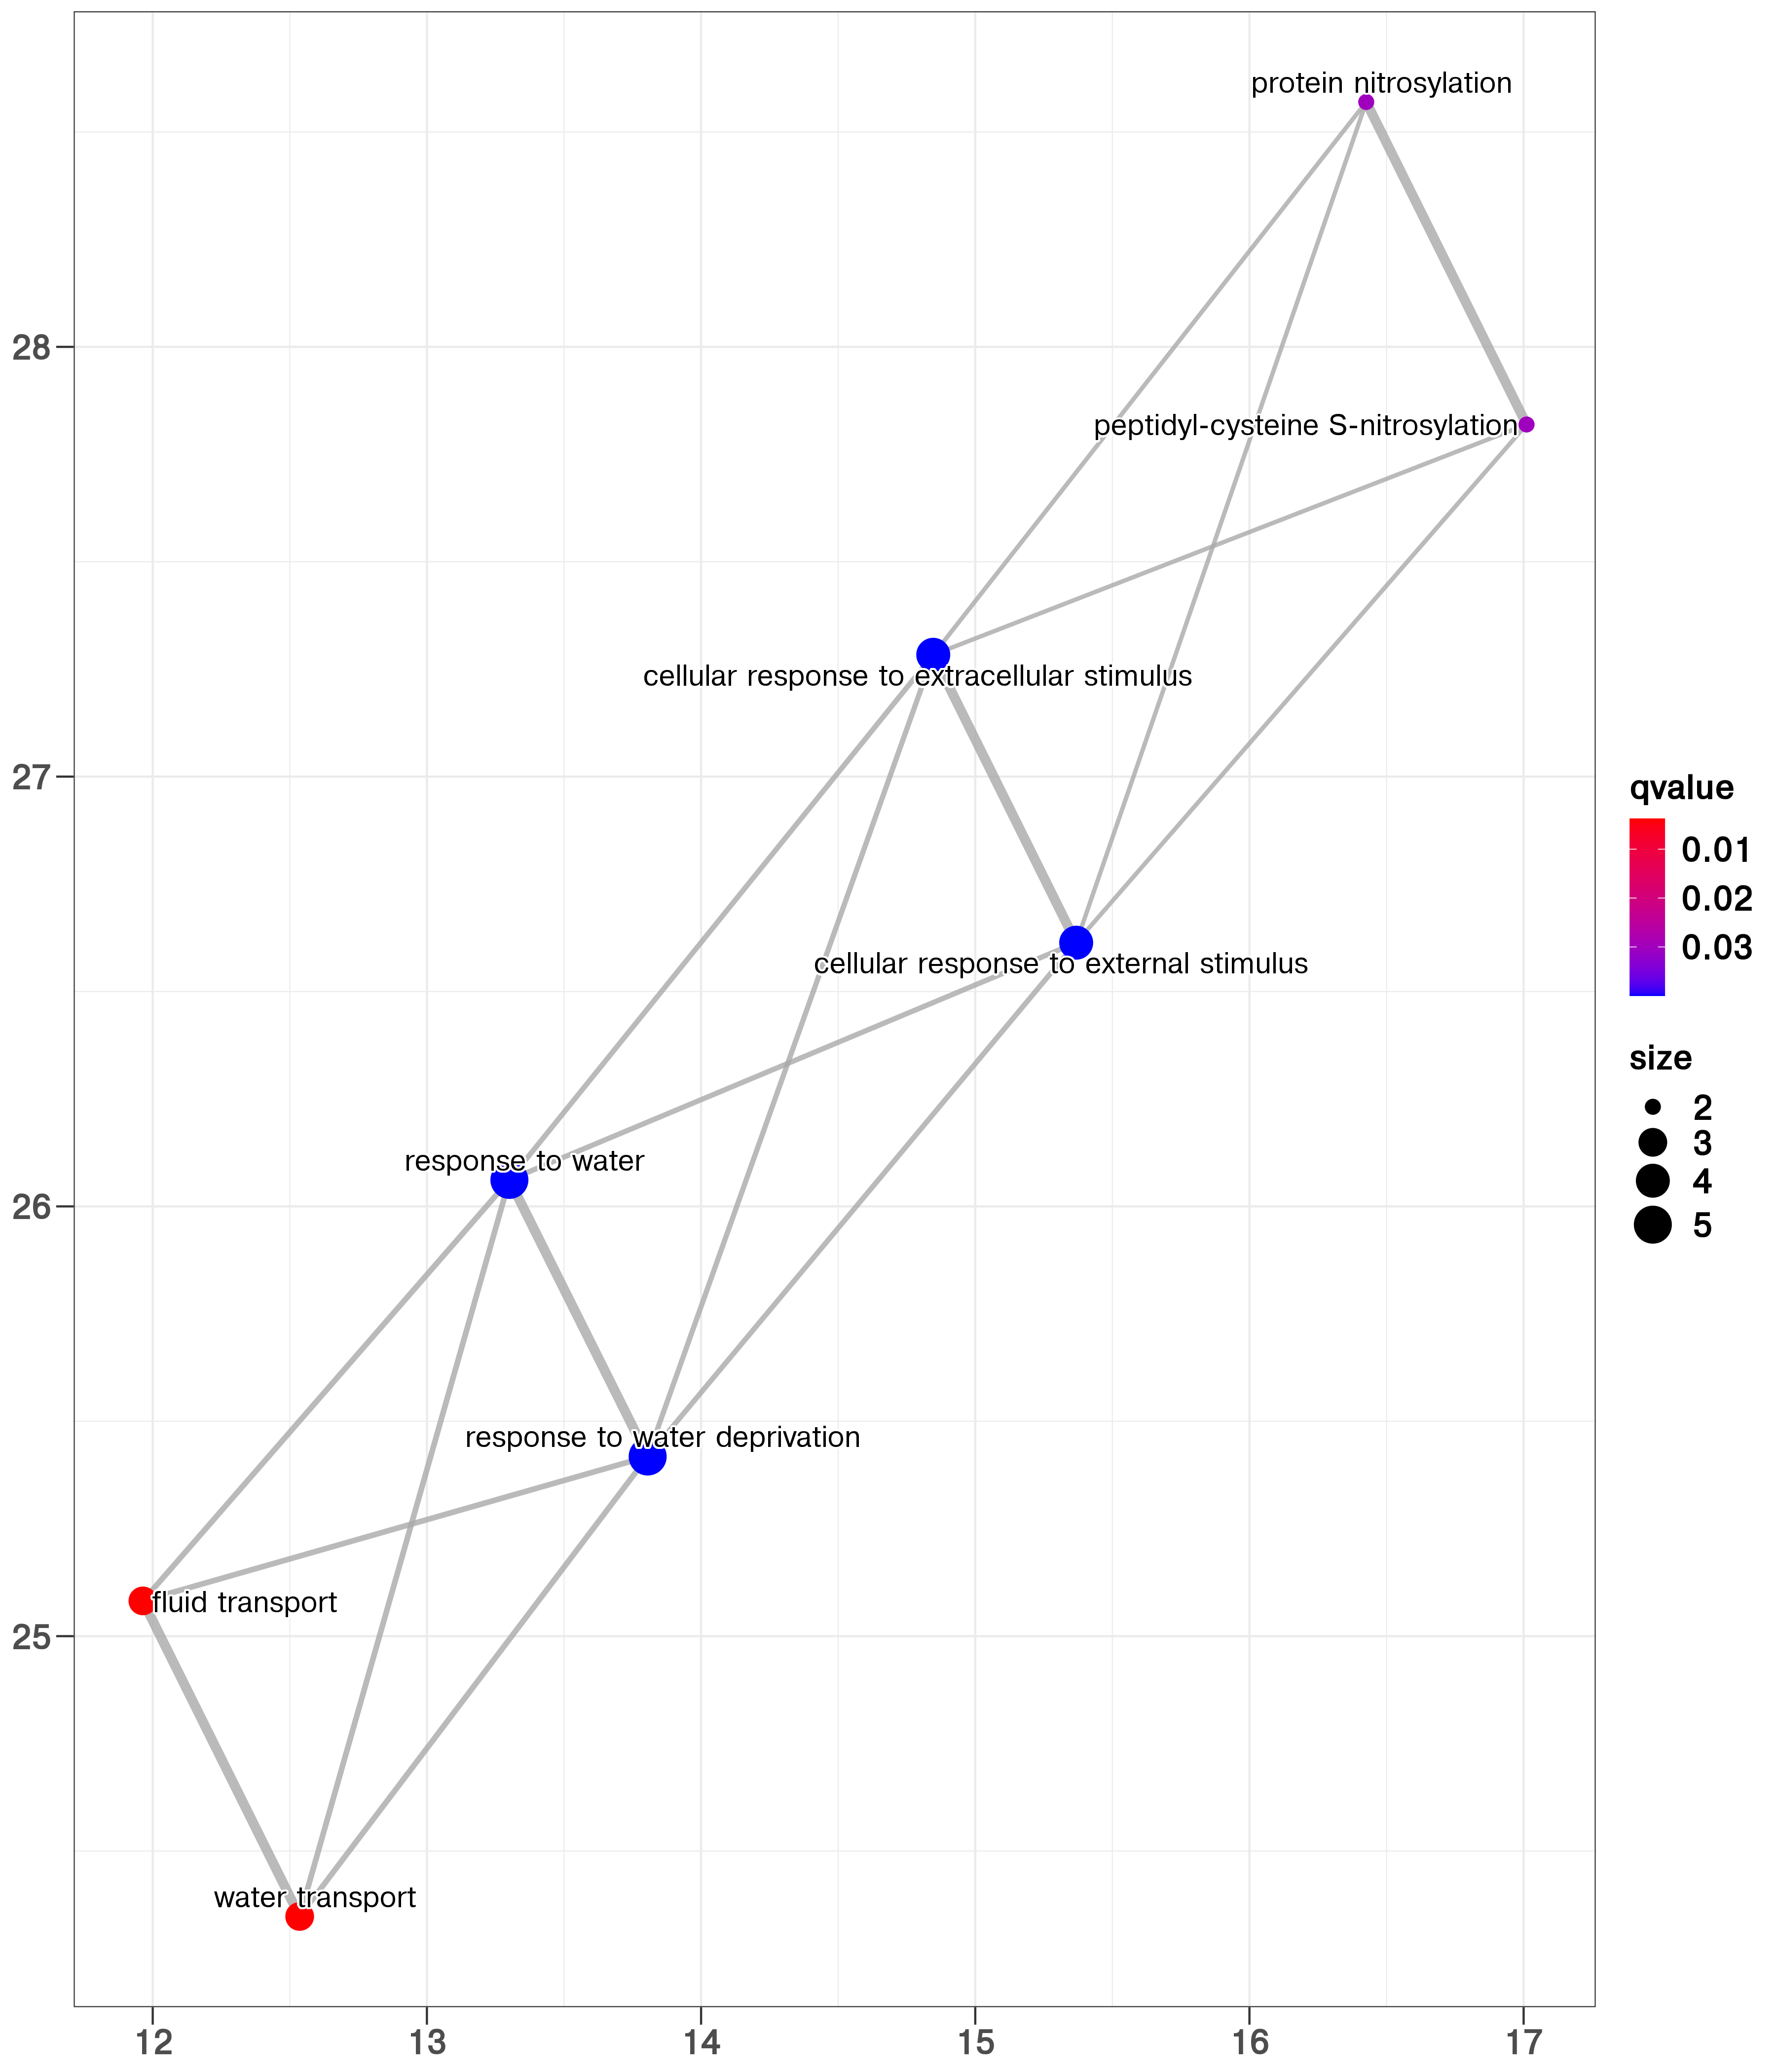 protein nitrosylation
28
peptidyl-cysteine S-nitrosylation
cellular response to extracellular stimulus
27
cellular response to external stimulus
response to water
26
response to water deprivation
fluid transport
25
water transport
12 13 14 15 16 17
qvalue
0.01
0.02
0.03
size
2
3
4
5